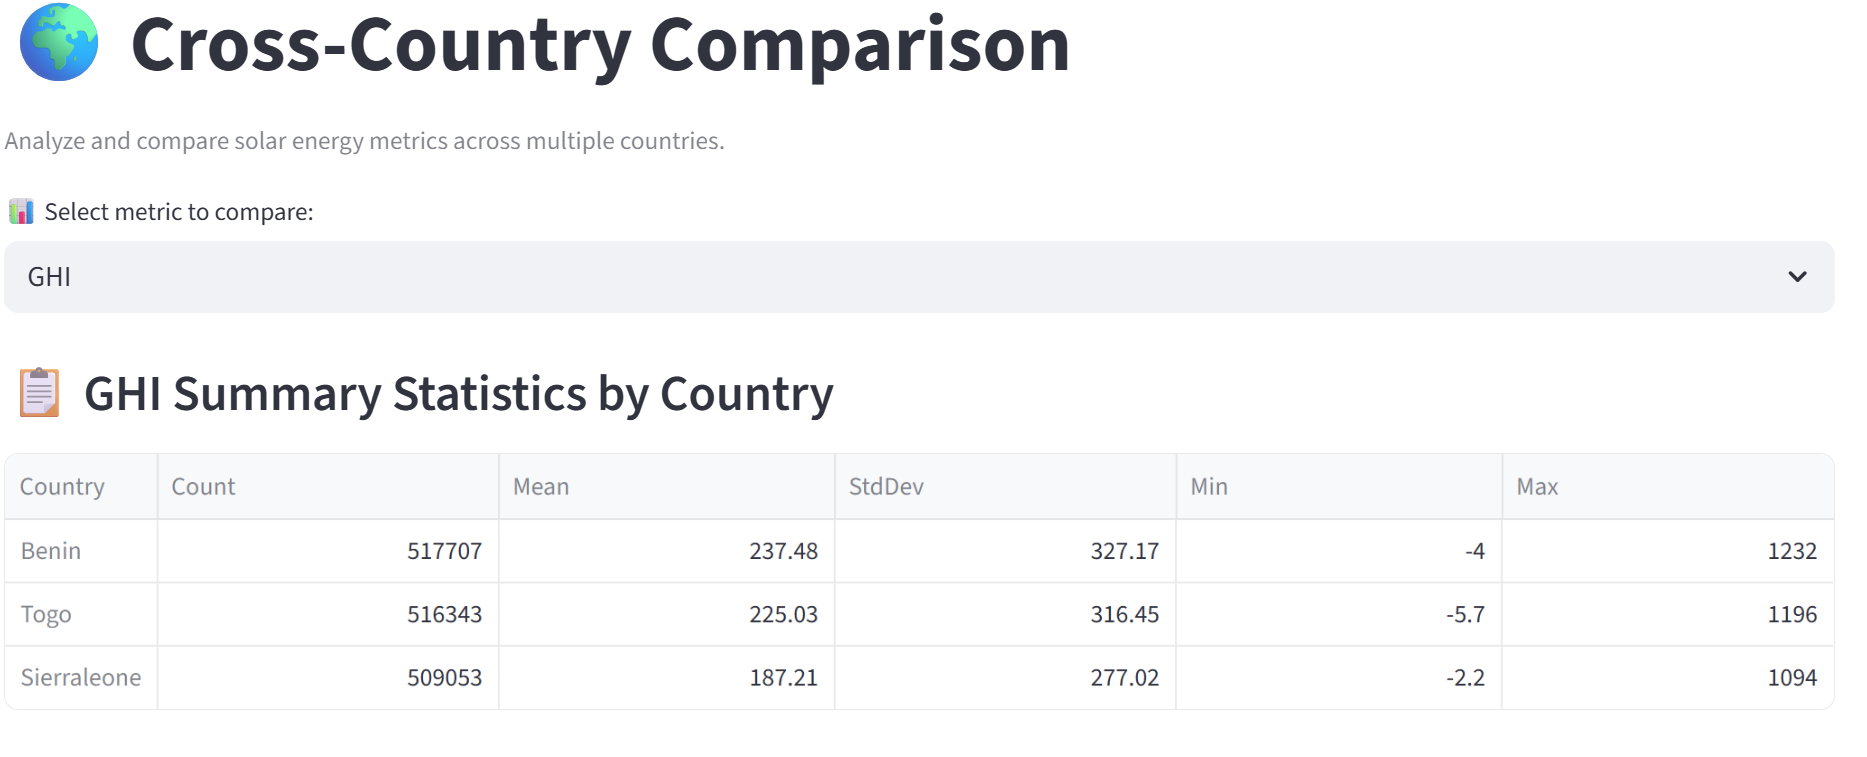 Cross-Country Comparison
Analyze and compare solar energy metrics across multiple countries.
Select metric to compare:
GHI
GHI Summary Statistics by Country
Country Count Mean StdDev Min Max
Benin 517707 237.48 327.17 -4 1232
Togo 516343 225.03 316.45 -5.7 1196
Sierraleone 509053 187.21 277.02 -2.2 1094